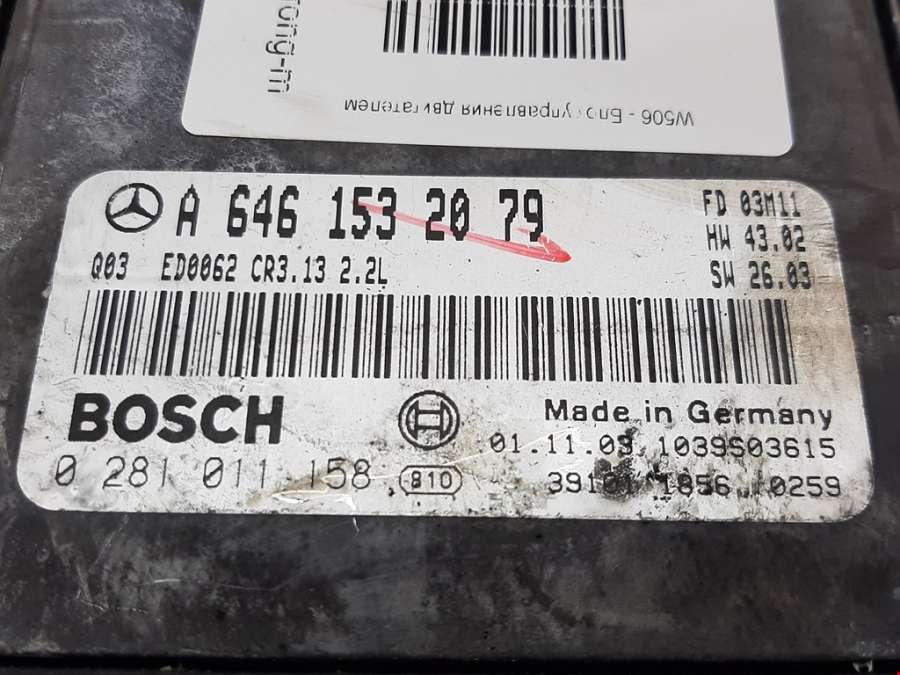 rong-m
W506 - Блок управления двигателем
A 646 153 20 79
FD 03M11
HW 43.02
Q03 ED0062 CR3.13 2.2L
SW 26.03
BOSCH
Made in Germany
01.11.03 1039S03615
0 281 011 158
810
1856 0259